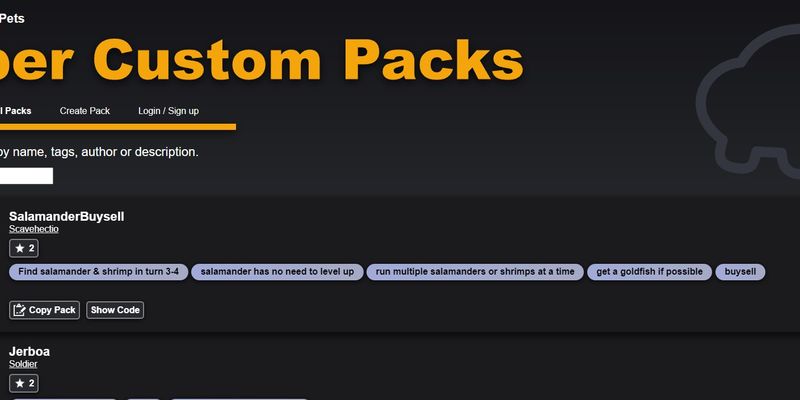 Pets
per Custom Packs
l Packs Create Pack Login / Sign up
by name, tags, author or description.
SalamanderBuysell
Scavehectio
★ 2
Find salamander & shrimp in turn 3-4 salamander has no need to level up run multiple salamanders or shrimps at a time get a goldfish if possible buysell
Copy Pack Show Code
Jerboa
Soldier
★ 2